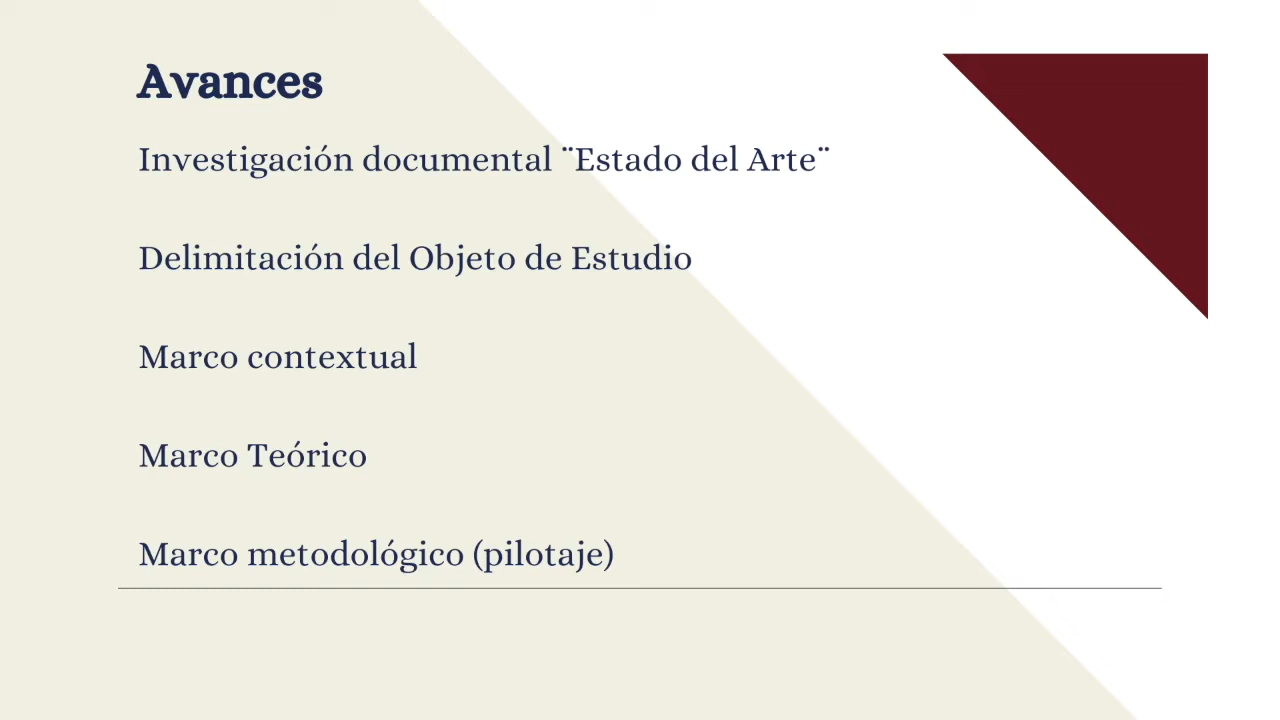 Avances
Investigación documental ¨Estado del Arte¨
Delimitación del Objeto de Estudio
Marco contextual
Marco Teórico
Marco metodológico (pilotaje)